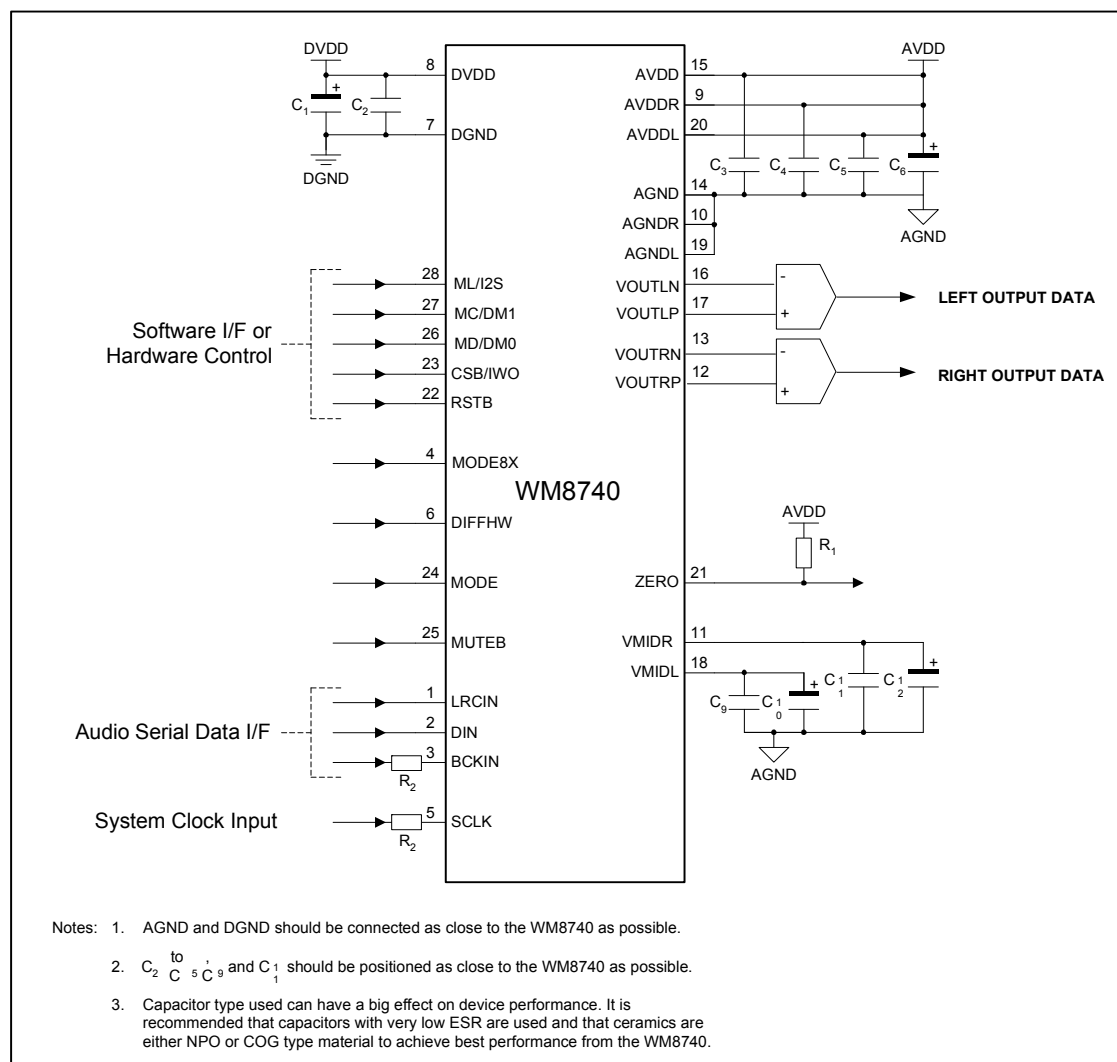 DVDD
8 DVDD
C1 + C2
7 DGND
DGND
AVDD
AVDD 15
AVDDR 9
AVDDL 20
C3 C4 C5 C6 +
AGND 14
AGNDR 10
AGNDL 19
AGND
Software I/F or
Hardware Control
28 ML/I2S
27 MC/DM1
26 MD/DM0
23 CSB/IWO
22 RSTB
VOUTLN 16 -
VOUTLP 17 +
LEFT OUTPUT DATA
VOUTRN 13 -
VOUTRP 12 +
RIGHT OUTPUT DATA
4 MODE8X
WM8740
6 DIFFHW
24 MODE
25 MUTEB
AVDD
R1
ZERO 21
VMIDR 11
VMIDL 18
C9 C10 + C11 C12 +
AGND
Audio Serial Data I/F
1 LRCIN
2 DIN
3 BCKIN
R2
System Clock Input
5 SCLK
R2
Notes: 1. AGND and DGND should be connected as close to the WM8740 as possible.
2. C2 to C5, C9 and C11 should be positioned as close to the WM8740 as possible.
3. Capacitor type used can have a big effect on device performance. It is
recommended that capacitors with very low ESR are used and that ceramics are
either NPO or COG type material to achieve best performance from the WM8740.